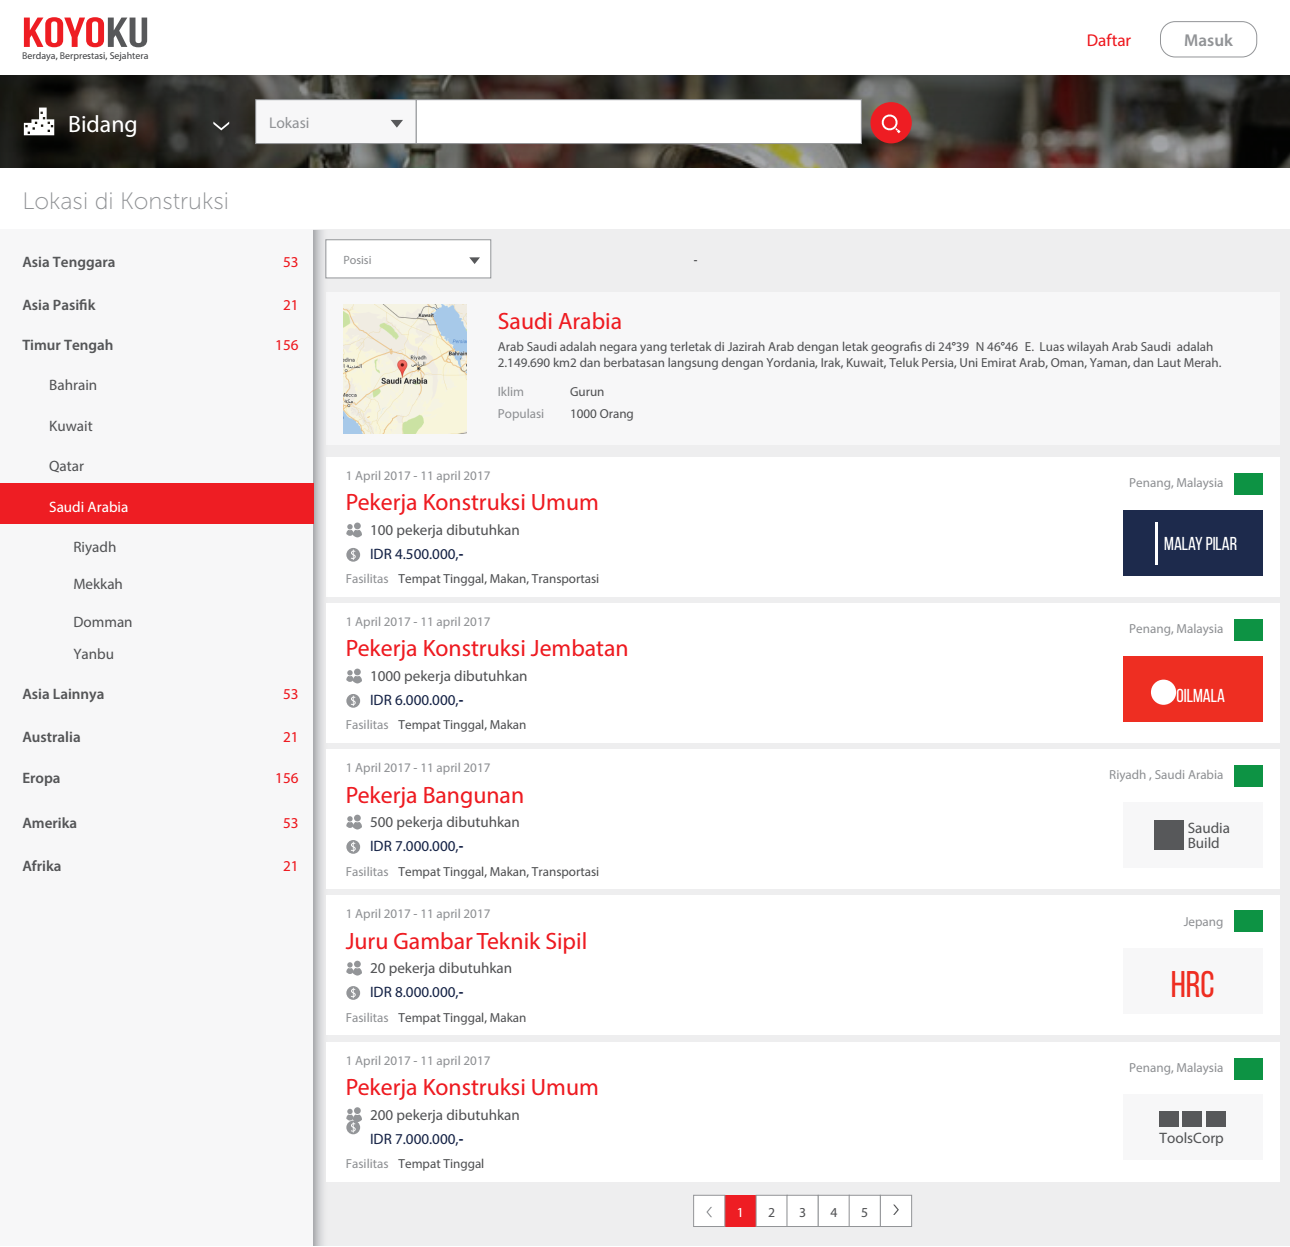 KOYOKU
Berdaya, Berprestasi, Sejahtera
Daftar
Masuk
Bidang
Lokasi
Lokasi di Konstruksi
Asia Tenggara 53
Asia Pasifik 21
Timur Tengah 156
Bahrain
Kuwait
Qatar
Saudi Arabia
Riyadh
Mekkah
Domman
Yanbu
Asia Lainnya 53
Australia 21
Eropa 156
Amerika 53
Afrika 21
Posisi
-
Kuwait
Riyadh
Bahrain
Saudi Arabia
Saudi Arabia
Arab Saudi adalah negara yang terletak di Jazirah Arab dengan letak geografis di 24°39 N 46°46 E. Luas wilayah Arab Saudi adalah
2.149.690 km2 dan berbatasan langsung dengan Yordania, Irak, Kuwait, Teluk Persia, Uni Emirat Arab, Oman, Yaman, dan Laut Merah.
Iklim Gurun
Populasi 1000 Orang
1 April 2017 - 11 april 2017
Pekerja Konstruksi Umum
100 pekerja dibutuhkan
IDR 4.500.000,-
Fasilitas Tempat Tinggal, Makan, Transportasi
Penang, Malaysia
MALAY PILAR
1 April 2017 - 11 april 2017
Pekerja Konstruksi Jembatan
1000 pekerja dibutuhkan
IDR 6.000.000,-
Fasilitas Tempat Tinggal, Makan
Penang, Malaysia
OILMALA
1 April 2017 - 11 april 2017
Pekerja Bangunan
500 pekerja dibutuhkan
IDR 7.000.000,-
Fasilitas Tempat Tinggal, Makan, Transportasi
Riyadh , Saudi Arabia
Saudia
Build
1 April 2017 - 11 april 2017
Juru Gambar Teknik Sipil
20 pekerja dibutuhkan
IDR 8.000.000,-
Fasilitas Tempat Tinggal, Makan
Jepang
HRC
1 April 2017 - 11 april 2017
Pekerja Konstruksi Umum
200 pekerja dibutuhkan
IDR 7.000.000,-
Fasilitas Tempat Tinggal
Penang, Malaysia
ToolsCorp
1 2 3 4 5